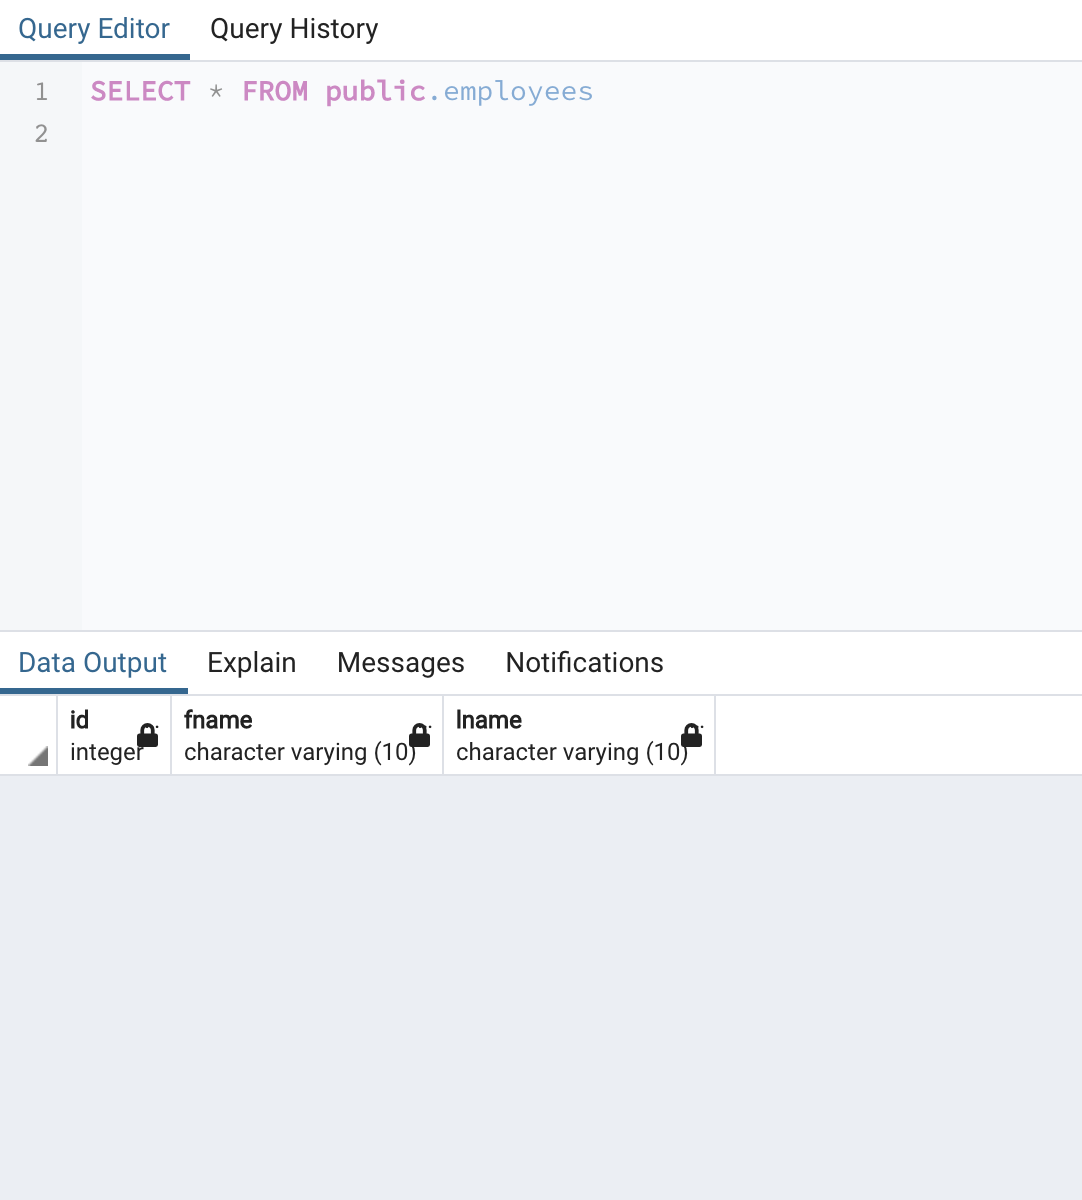 Query Editor Query History
1 SELECT * FROM public.employees
2
Data Output Explain Messages Notifications
id fname lname
integer character varying (10) character varying (10)